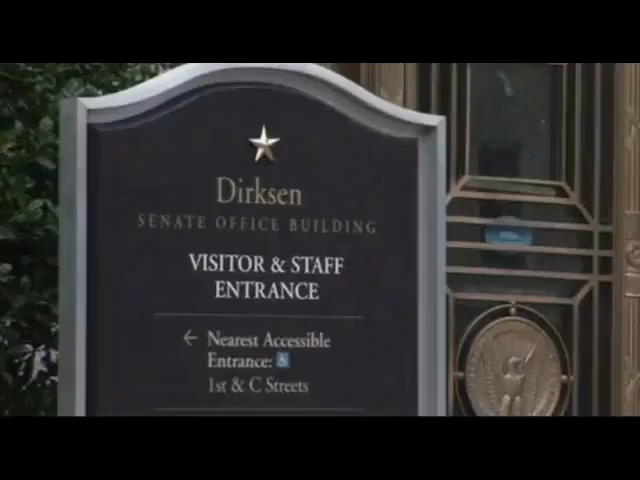 Dirksen
SENATE OFFICE BUILDING
VISITOR & STAFF
ENTRANCE
← Nearest Accessible
Entrance: ♿
1st & C Streets